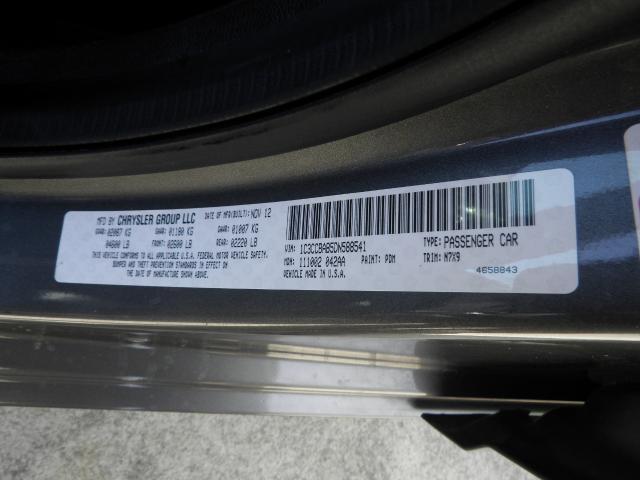 MFD BY CHRYSLER GROUP LLC DATE OF MFG(BUILT): NOV 12
GVWR: 02087 KG GAWR: 01180 KG GAWR: 01007 KG
04600 LB FRONT: 02600 LB REAR: 02220 LB
THIS VEHICLE CONFORMS TO ALL APPLICABLE U.S.A. FEDERAL MOTOR VEHICLE SAFETY,
BUMPER AND THEFT PREVENTION STANDARDS IN EFFECT ON
THE DATE OF MANUFACTURE SHOWN ABOVE.
VIN: 1C3CCBAB5DN588541 TYPE: PASSENGER CAR
MDH: 111002 042AA PAINT: PDM TRIM: M7X9
VEHICLE MADE IN U.S.A. 4658843